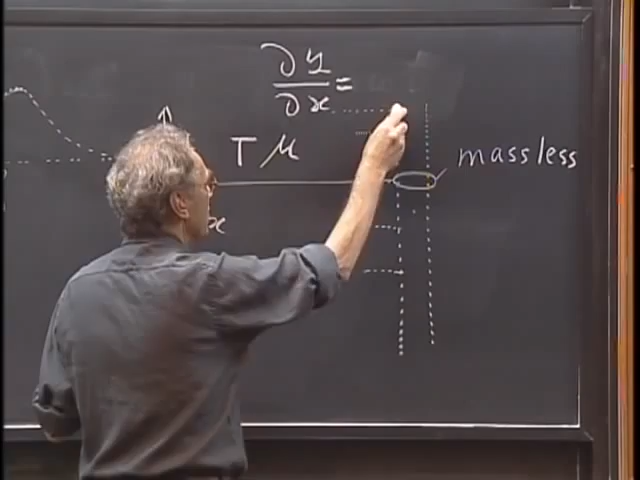 ∂y
∂x =
T μ
massless
x